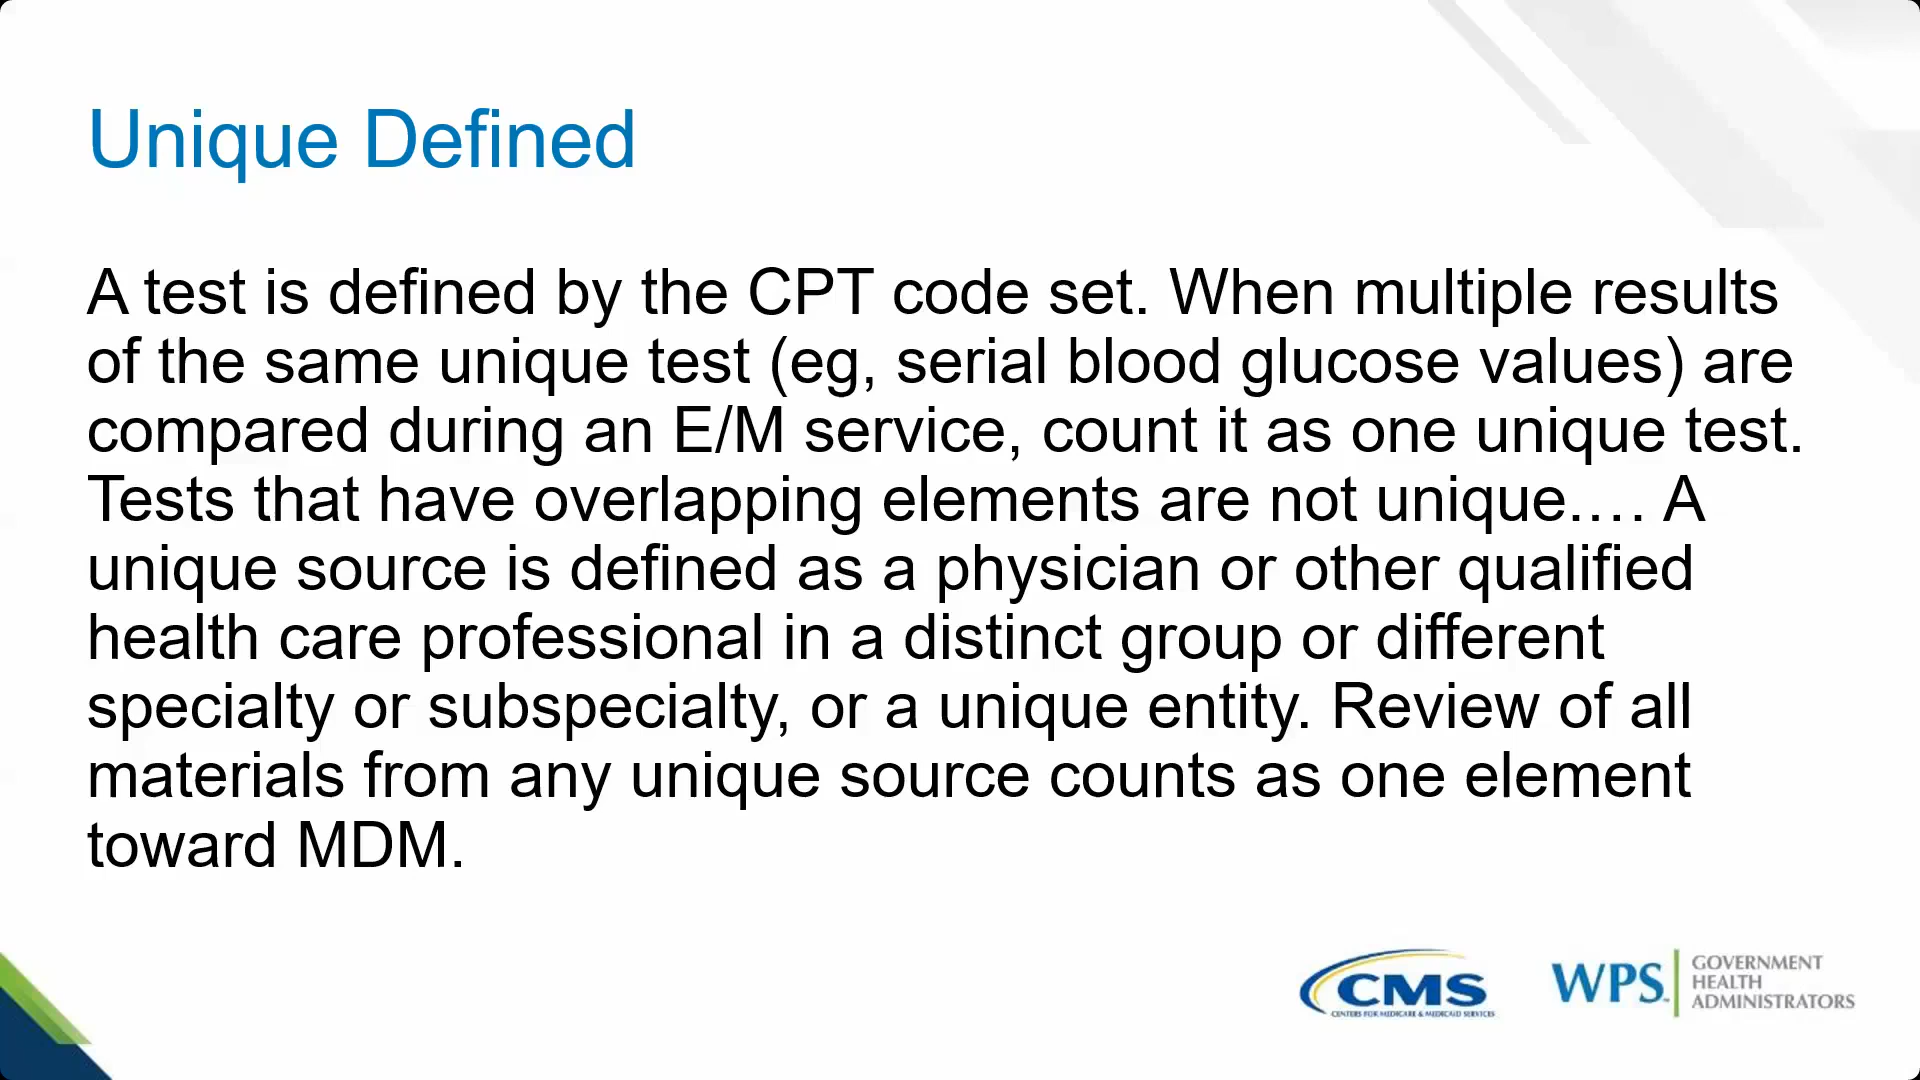 Unique Defined
A test is defined by the CPT code set. When multiple results
of the same unique test (eg, serial blood glucose values) are
compared during an E/M service, count it as one unique test.
Tests that have overlapping elements are not unique.… A
unique source is defined as a physician or other qualified
health care professional in a distinct group or different
specialty or subspecialty, or a unique entity. Review of all
materials from any unique source counts as one element
toward MDM.
CMS
CENTERS FOR MEDICARE & MEDICAID SERVICES
WPS
GOVERNMENT
HEALTH
ADMINISTRATORS